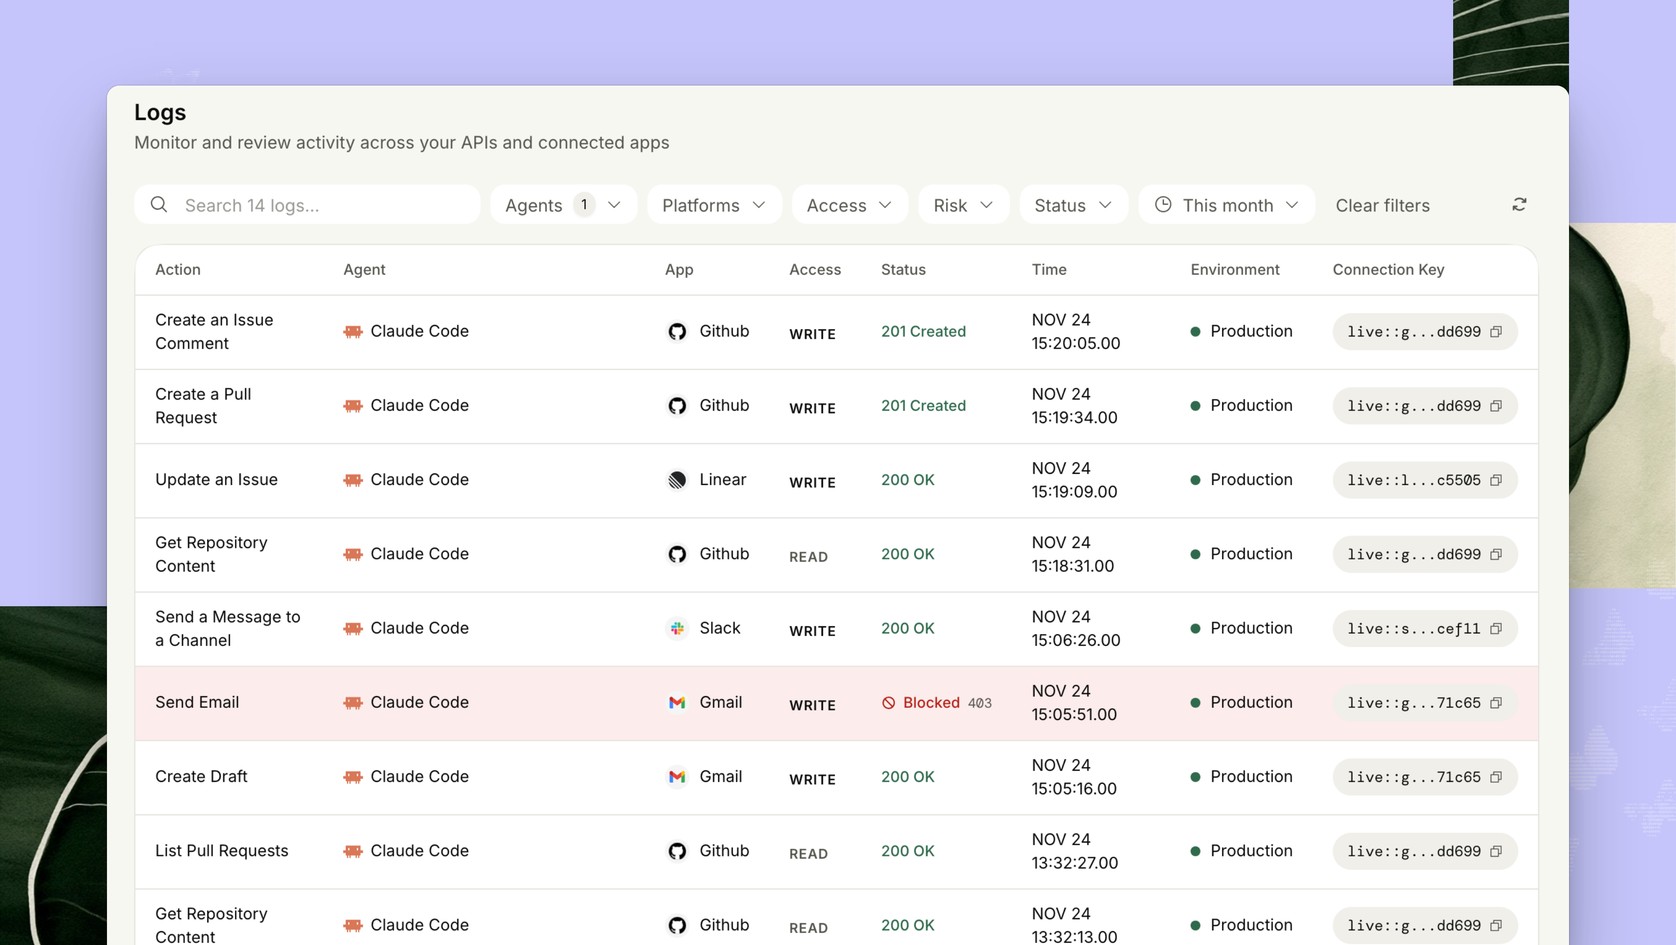 Logs
Monitor and review activity across your APIs and connected apps
Search 14 logs...
Agents 1
Platforms
Access
Risk
Status
This month
Clear filters
Action Agent App Access Status Time Environment Connection Key
Create an Issue
Comment
Claude Code
Github
WRITE
201 Created
NOV 24
15:20:05.00
Production
live::g...dd699
Create a Pull
Request
Claude Code
Github
WRITE
201 Created
NOV 24
15:19:34.00
Production
live::g...dd699
Update an Issue
Claude Code
Linear
WRITE
200 OK
NOV 24
15:19:09.00
Production
live::l...c5505
Get Repository
Content
Claude Code
Github
READ
200 OK
NOV 24
15:18:31.00
Production
live::g...dd699
Send a Message to
a Channel
Claude Code
Slack
WRITE
200 OK
NOV 24
15:06:26.00
Production
live::s...cef11
Send Email
Claude Code
Gmail
WRITE
Blocked 403
NOV 24
15:05:51.00
Production
live::g...71c65
Create Draft
Claude Code
Gmail
WRITE
200 OK
NOV 24
15:05:16.00
Production
live::g...71c65
List Pull Requests
Claude Code
Github
READ
200 OK
NOV 24
13:32:27.00
Production
live::g...dd699
Get Repository
Content
Claude Code
Github
READ
200 OK
NOV 24
13:32:13.00
Production
live::g...dd699